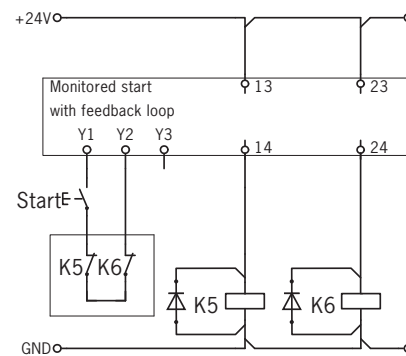 +24V
Monitored start
with feedback loop
13
23
Y1 Y2 Y3
14
24
Start
K5 K6
K5
K6
GND